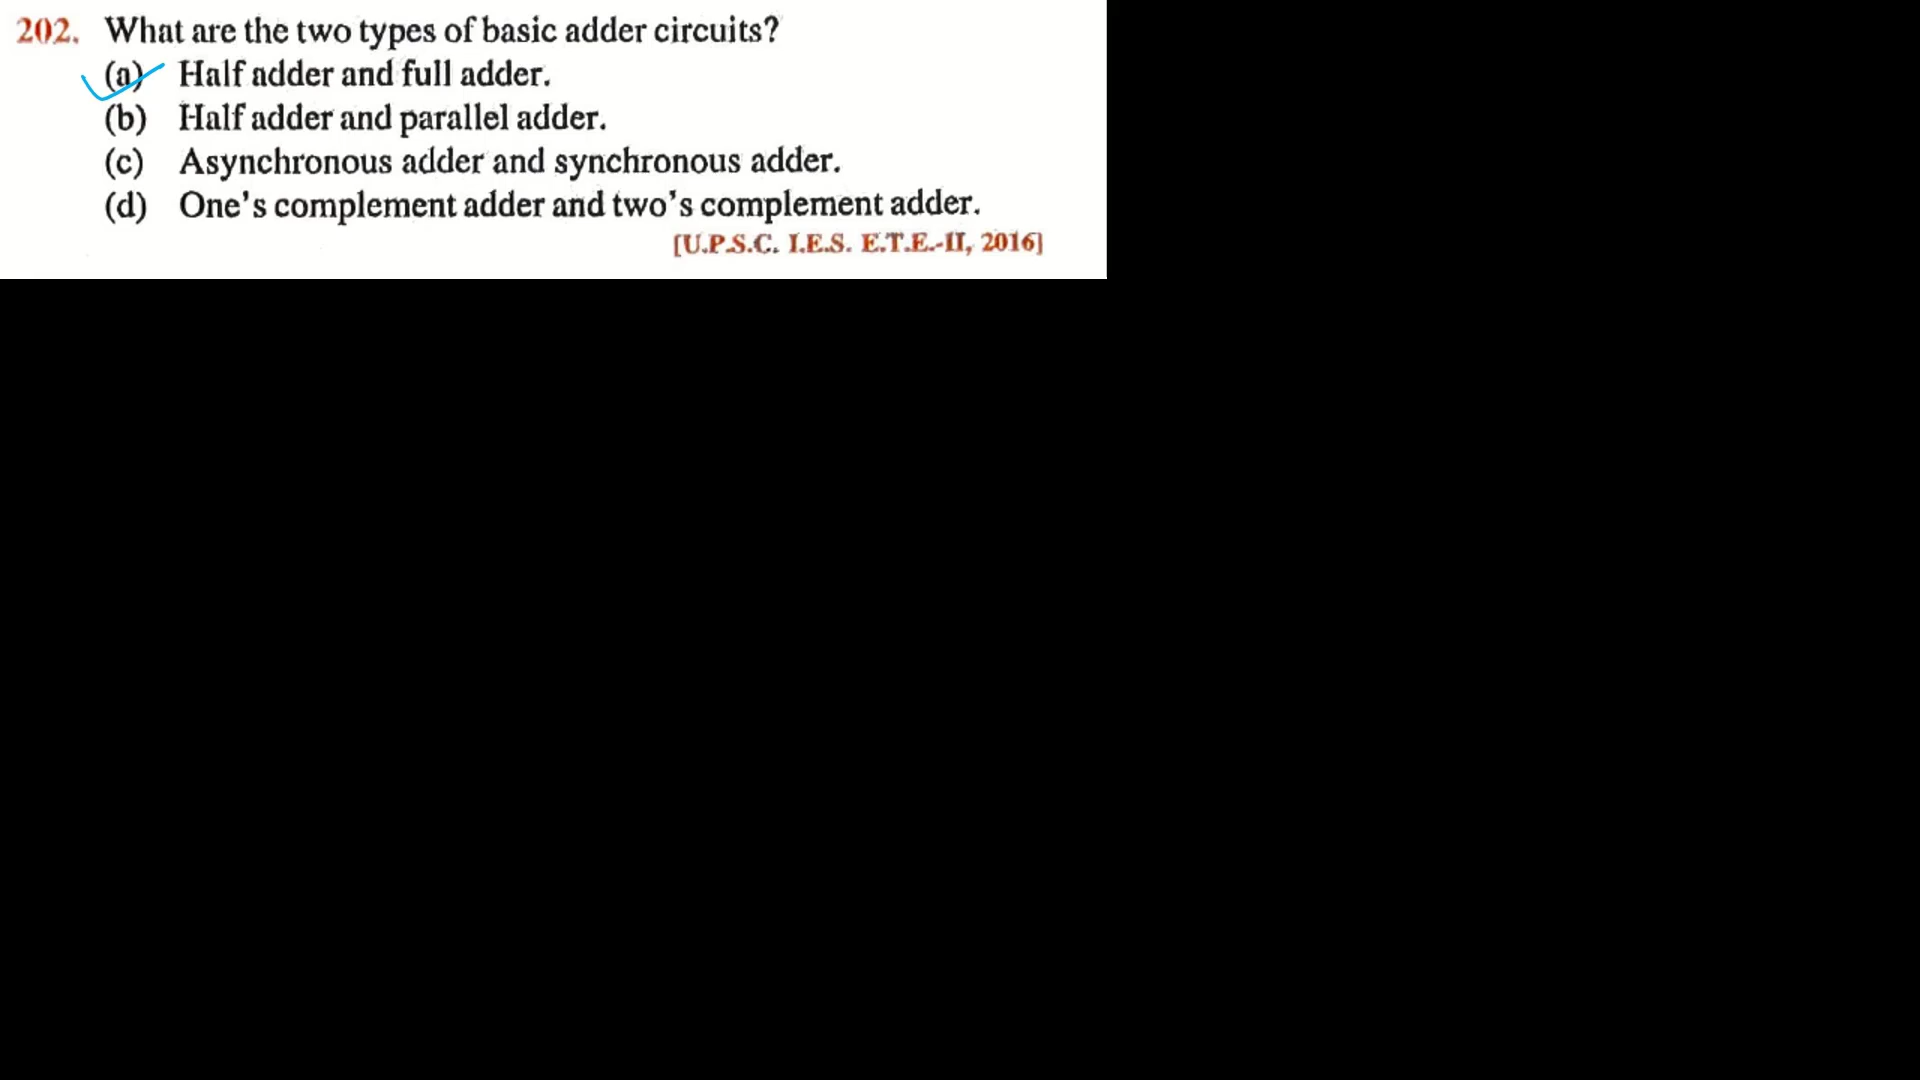 202. What are the two types of basic adder circuits?
(a) Half adder and full adder.
(b) Half adder and parallel adder.
(c) Asynchronous adder and synchronous adder.
(d) One's complement adder and two's complement adder.
[U.P.S.C. I.E.S. E.T.E.-II, 2016]